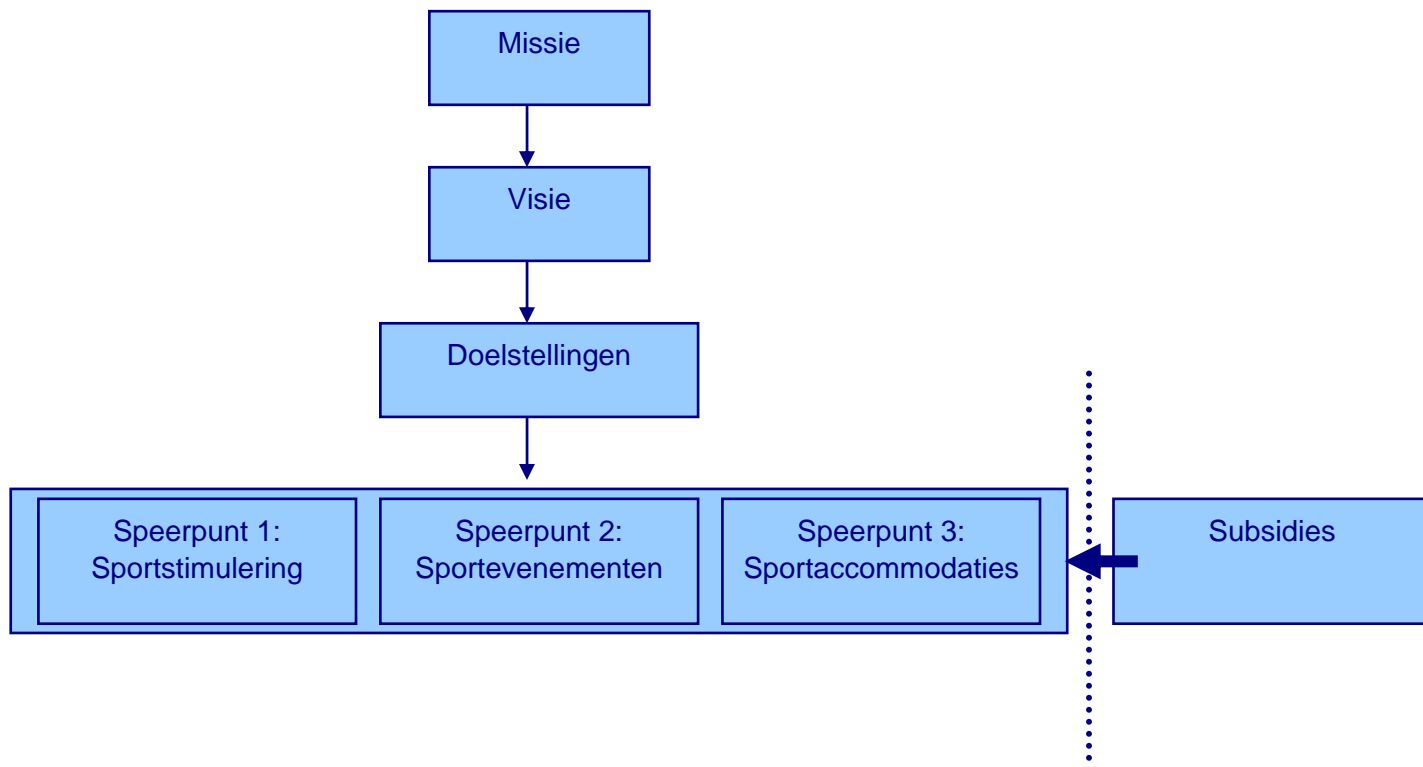 Missie
Visie
Doelstellingen
Speerpunt 1:
Sportstimulering
Speerpunt 2:
Sportevenementen
Speerpunt 3:
Sportaccommodaties
Subsidies